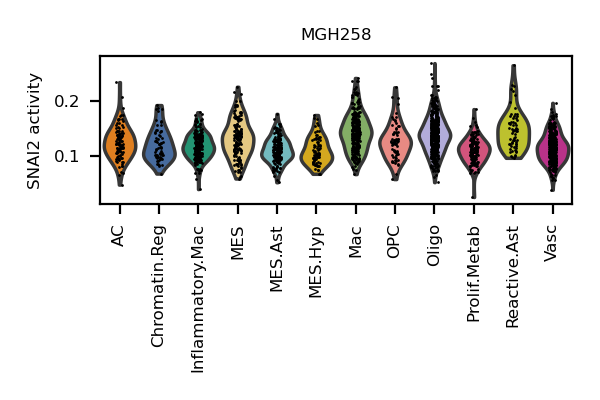 MGH258
SNAI2 activity
0.2
0.1
AC
Chromatin.Reg
Inflammatory.Mac
MES
MES.Ast
MES.Hyp
Mac
OPC
Oligo
Prolif.Metab
Reactive.Ast
Vasc